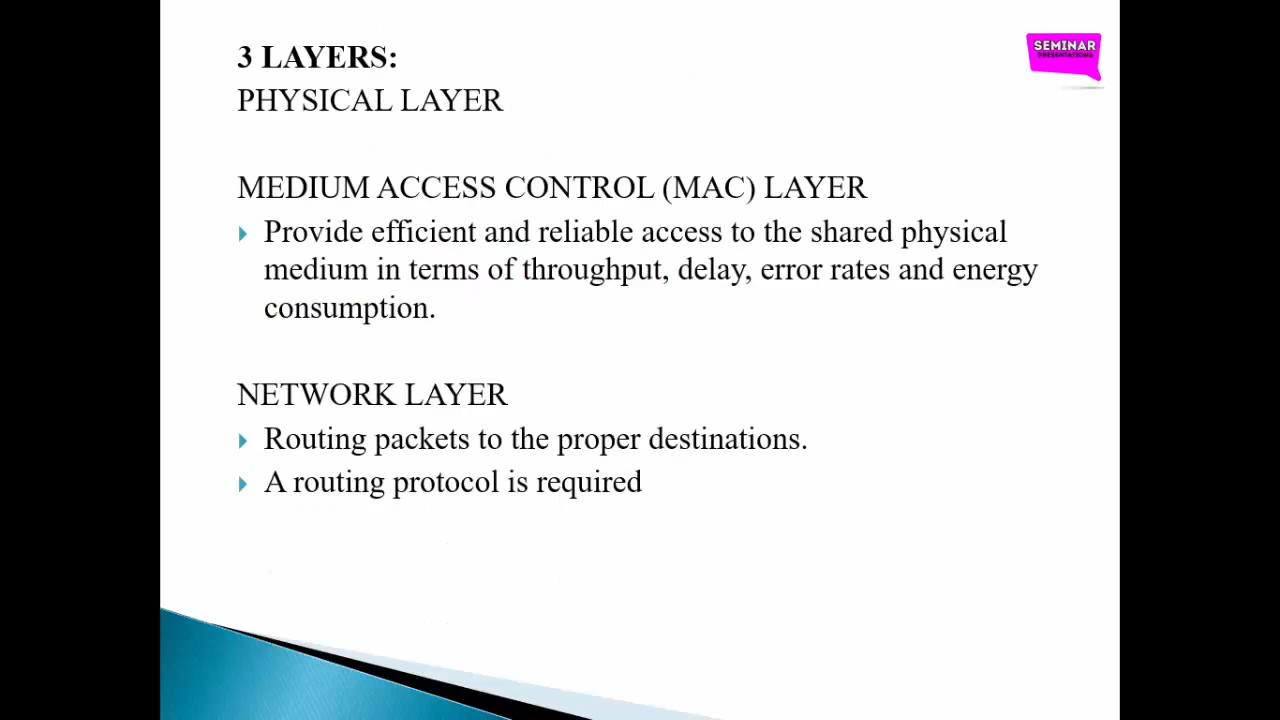 3 LAYERS:
PHYSICAL LAYER
MEDIUM ACCESS CONTROL (MAC) LAYER
Provide efficient and reliable access to the shared physical
medium in terms of throughput, delay, error rates and energy
consumption.
NETWORK LAYER
Routing packets to the proper destinations.
A routing protocol is required
SEMINAR
PRESENTATIONS